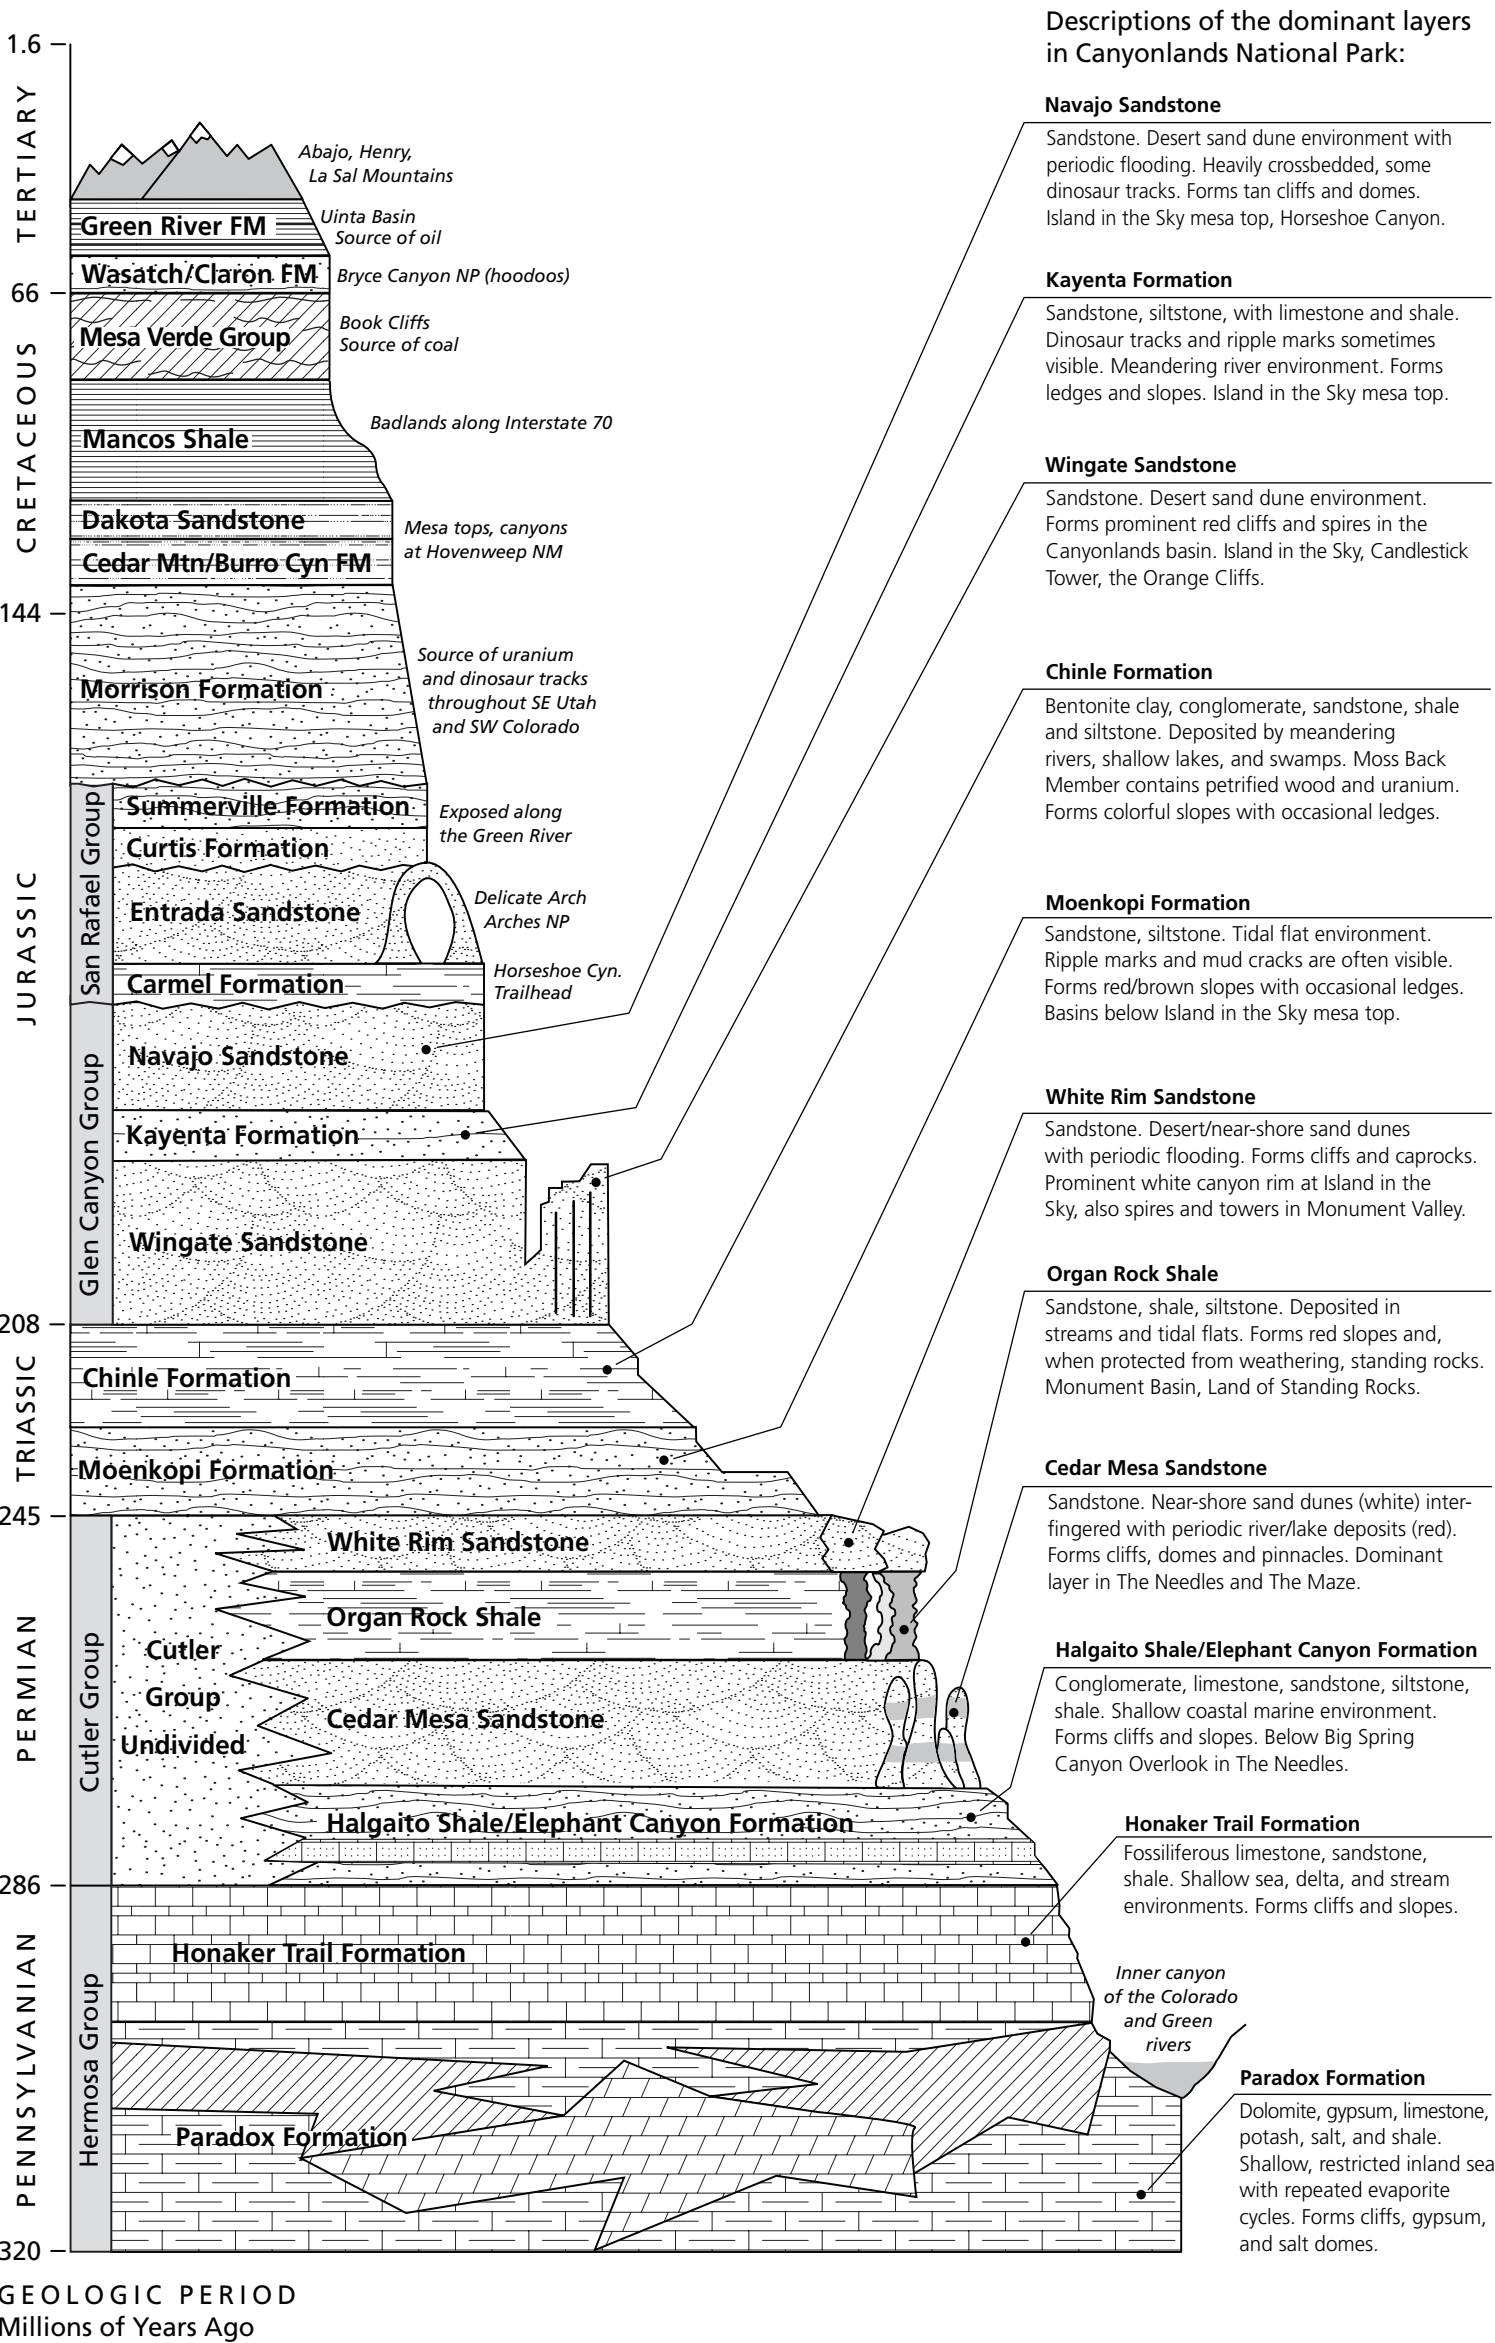 Descriptions of the dominant layers
in Canyonlands National Park:
1.6
TERTIARY
Abajo, Henry,
La Sal Mountains
Green River FM
Uinta Basin
Source of oil
Wasatch/Claron FM
Bryce Canyon NP (hoodoos)
66
CRETACEOUS
Mesa Verde Group
Book Cliffs
Source of coal
Mancos Shale
Badlands along Interstate 70
Dakota Sandstone
Mesa tops, canyons
at Hovenweep NM
Cedar Mtn/Burro Cyn FM
144
JURASSIC
Morrison Formation
Source of uranium
and dinosaur tracks
throughout SE Utah
and SW Colorado
San Rafael Group
Summerville Formation
Exposed along
the Green River
Curtis Formation
Entrada Sandstone
Delicate Arch
Arches NP
Carmel Formation
Horseshoe Cyn.
Trailhead
Glen Canyon Group
Navajo Sandstone
Kayenta Formation
Wingate Sandstone
208
TRIASSIC
Chinle Formation
Moenkopi Formation
245
PERMIAN
Cutler Group
Cutler
Group
Undivided
White Rim Sandstone
Organ Rock Shale
Cedar Mesa Sandstone
Halgaito Shale/Elephant Canyon Formation
286
PENNSYLVANIAN
Hermosa Group
Honaker Trail Formation
Inner canyon
of the Colorado
and Green
rivers
Paradox Formation
320
GEOLOGIC PERIOD
Millions of Years Ago
Navajo Sandstone
Sandstone. Desert sand dune environment with
periodic flooding. Heavily crossbedded, some
dinosaur tracks. Forms tan cliffs and domes.
Island in the Sky mesa top, Horseshoe Canyon.
Kayenta Formation
Sandstone, siltstone, with limestone and shale.
Dinosaur tracks and ripple marks sometimes
visible. Meandering river environment. Forms
ledges and slopes. Island in the Sky mesa top.
Wingate Sandstone
Sandstone. Desert sand dune environment.
Forms prominent red cliffs and spires in the
Canyonlands basin. Island in the Sky, Candlestick
Tower, the Orange Cliffs.
Chinle Formation
Bentonite clay, conglomerate, sandstone, shale
and siltstone. Deposited by meandering
rivers, shallow lakes, and swamps. Moss Back
Member contains petrified wood and uranium.
Forms colorful slopes with occasional ledges.
Moenkopi Formation
Sandstone, siltstone. Tidal flat environment.
Ripple marks and mud cracks are often visible.
Forms red/brown slopes with occasional ledges.
Basins below Island in the Sky mesa top.
White Rim Sandstone
Sandstone. Desert/near-shore sand dunes
with periodic flooding. Forms cliffs and caprocks.
Prominent white canyon rim at Island in the
Sky, also spires and towers in Monument Valley.
Organ Rock Shale
Sandstone, shale, siltstone. Deposited in
streams and tidal flats. Forms red slopes and,
when protected from weathering, standing rocks.
Monument Basin, Land of Standing Rocks.
Cedar Mesa Sandstone
Sandstone. Near-shore sand dunes (white) inter-
fingered with periodic river/lake deposits (red).
Forms cliffs, domes and pinnacles. Dominant
layer in The Needles and The Maze.
Halgaito Shale/Elephant Canyon Formation
Conglomerate, limestone, sandstone, siltstone,
shale. Shallow coastal marine environment.
Forms cliffs and slopes. Below Big Spring
Canyon Overlook in The Needles.
Honaker Trail Formation
Fossiliferous limestone, sandstone,
shale. Shallow sea, delta, and stream
environments. Forms cliffs and slopes.
Paradox Formation
Dolomite, gypsum, limestone,
potash, salt, and shale.
Shallow, restricted inland sea
with repeated evaporite
cycles. Forms cliffs, gypsum,
and salt domes.